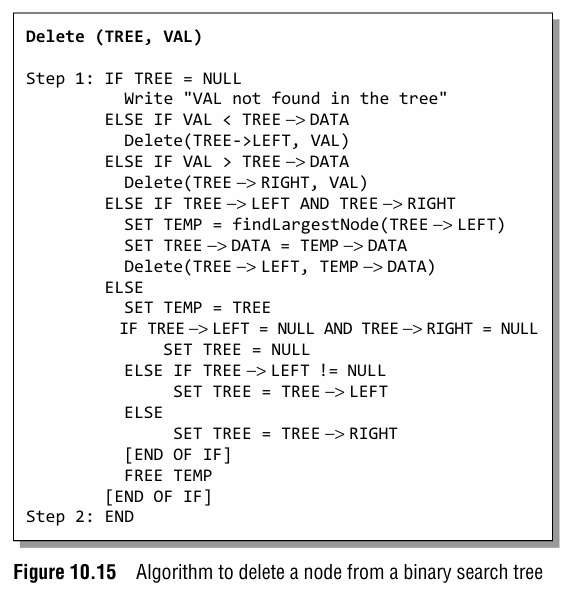 Delete (TREE, VAL)
Step 1: IF TREE = NULL
Write "VAL not found in the tree"
ELSE IF VAL < TREE->DATA
Delete(TREE->LEFT, VAL)
ELSE IF VAL > TREE->DATA
Delete(TREE->RIGHT, VAL)
ELSE IF TREE->LEFT AND TREE->RIGHT
SET TEMP = findLargestNode(TREE->LEFT)
SET TREE->DATA = TEMP->DATA
Delete(TREE->LEFT, TEMP->DATA)
ELSE
SET TEMP = TREE
IF TREE->LEFT = NULL AND TREE->RIGHT = NULL
SET TREE = NULL
ELSE IF TREE->LEFT != NULL
SET TREE = TREE->LEFT
ELSE
SET TREE = TREE->RIGHT
[END OF IF]
FREE TEMP
[END OF IF]
Step 2: END
Figure 10.15 Algorithm to delete a node from a binary search tree